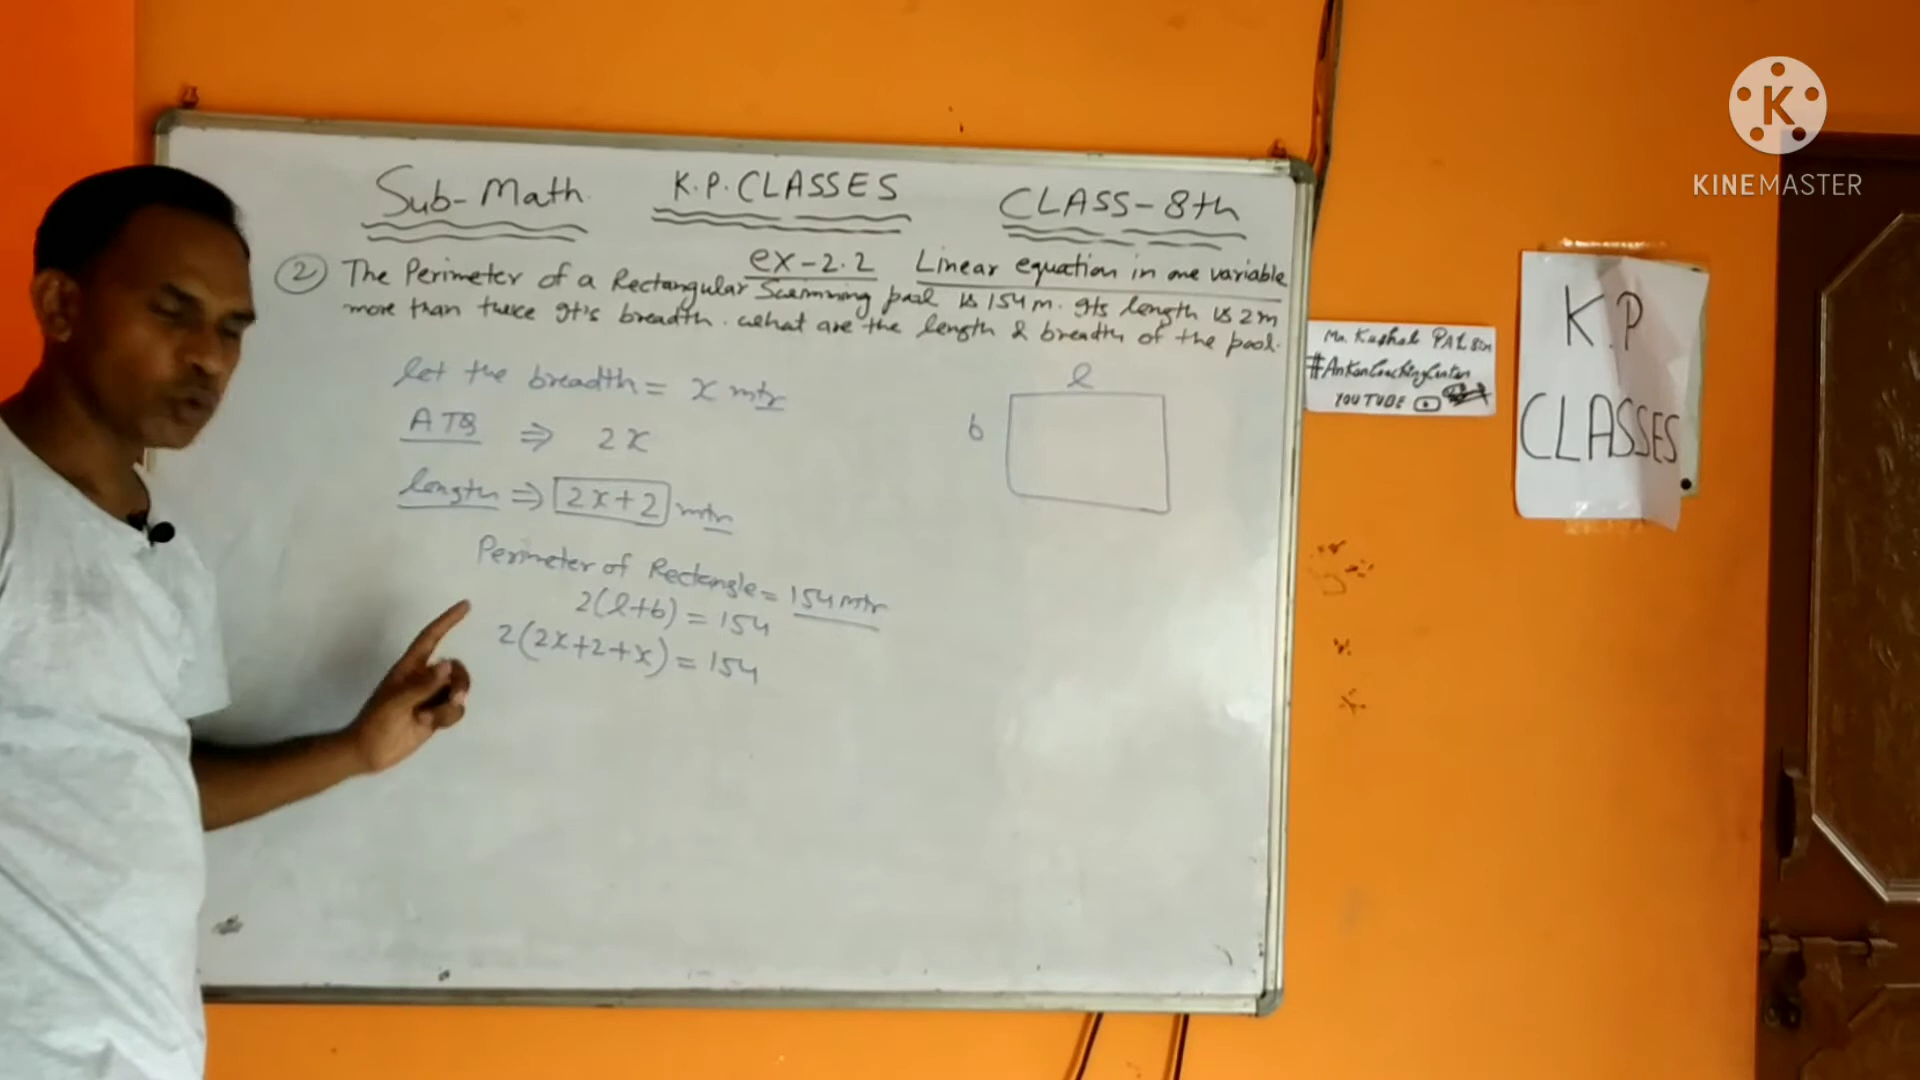 Sub-Math. K.P.CLASSES CLASS-8th
ex-2.2 Linear equation in one variable
② The Perimeter of a Rectangular Swimming pool is 154m. Its length is 2m
more than twice It's breadth. what are the length & breadth of the pool.
let the breadth = x mtr
ATQ ⇒ 2x
length ⇒ 2x+2 mtr
Perimeter of Rectangle = 154 mtr
2(l+b) = 154
2(2x+2+x) = 154
l
b
Mr. Kushal PAL Sir
#AnkanCoachingCenter
YOUTUBE
K.P
CLASSES
K
KINEMASTER